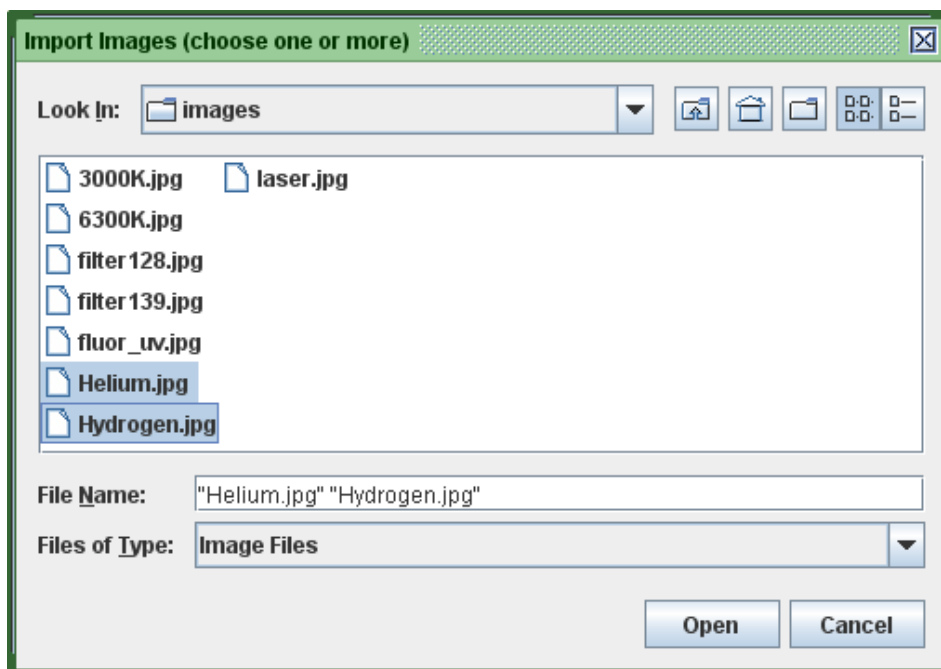 Import Images (choose one or more)
Look In: images
3000K.jpg laser.jpg
6300K.jpg
filter128.jpg
filter139.jpg
fluor_uv.jpg
Helium.jpg
Hydrogen.jpg
File Name: "Helium.jpg" "Hydrogen.jpg"
Files of Type: Image Files
Open Cancel